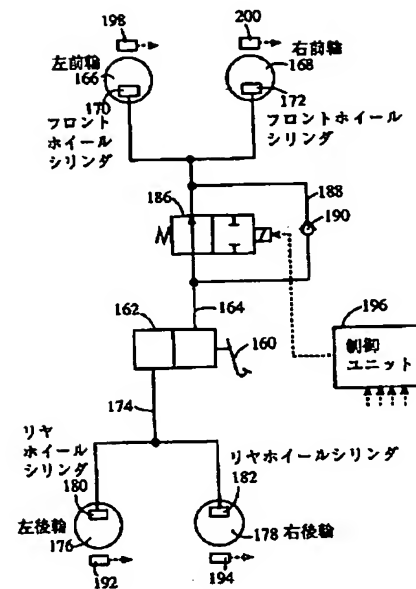 198
200
左前輪
166
右前輪
168
170
172
フロント
ホイール
シリンダ
フロントホイール
シリンダ
186
188
190
162
164
160
196
制御
ユニット
174
リヤ
ホイール
シリンダ
リヤホイールシリンダ
180
182
左後輪
176
178 右後輪
192
194